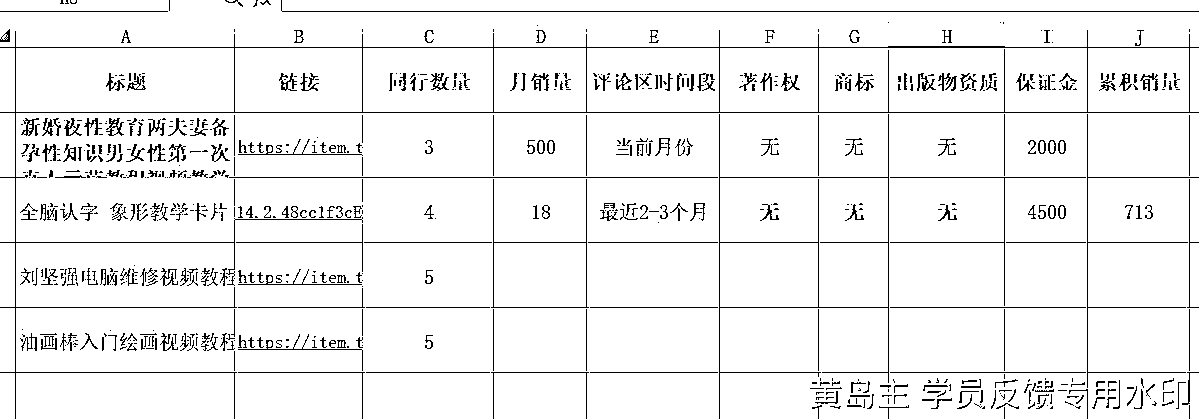 A B C D E F G H I J
标题 链接 同行数量 月销量 评论区时间段 著作权 商标 出版物资质 保证金 累积销量
新婚夜性教育两夫妻备
孕性知识男女性第一次
https://item.t 3 500 当前月份 无 无 无 2000
全脑认字 象形教学卡片 14.2.48cc1f3cE 4 18 最近2-3个月 无 无 无 4500 713
刘坚强电脑维修视频教程 https://item.t 5
油画棒入门绘画视频教程 https://item.t 5
黄岛主 学员反馈专用水印